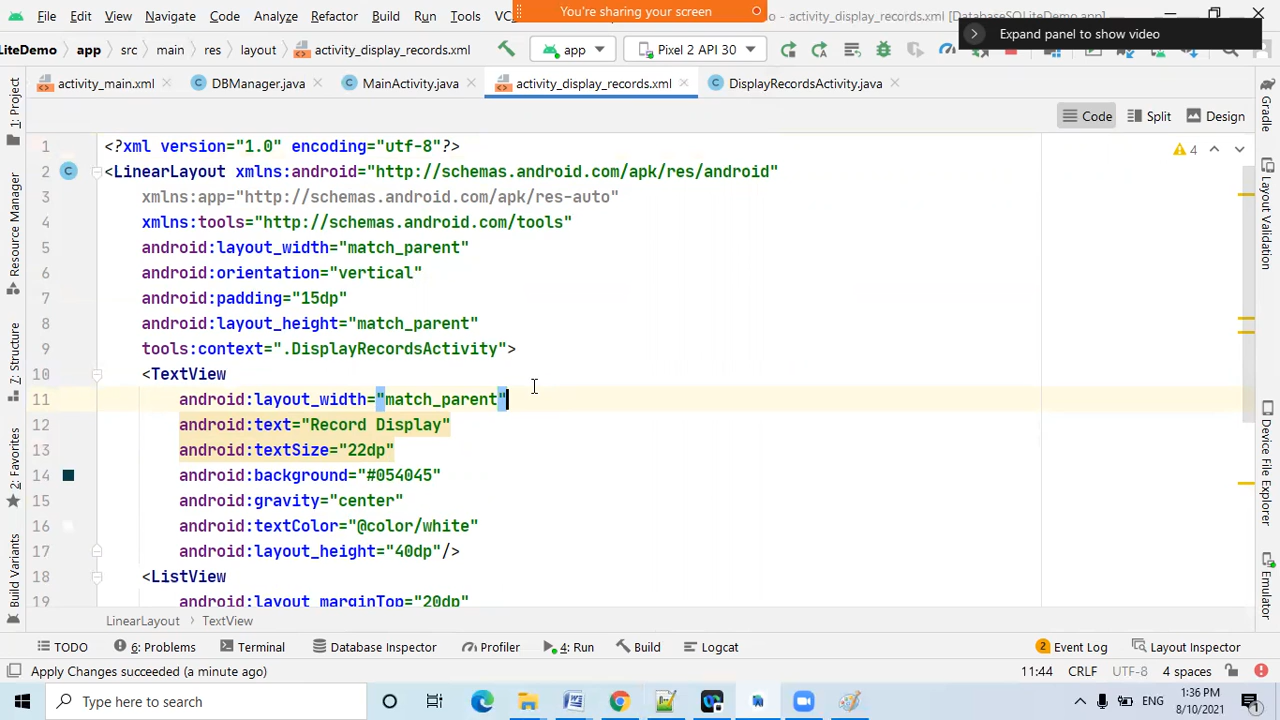 File Edit View Navigate Code Analyze Refactor Build Run Tools VC
You're sharing your screen
activity_display_records.xml [DatabaseSQLiteDemo.app]
Expand panel to show video
LiteDemo app src main res layout activity_display_records.xml app Pixel 2 API 30
activity_main.xml DBManager.java MainActivity.java activity_display_records.xml DisplayRecordsActivity.java
Code Split Design
4
1 <?xml version="1.0" encoding="utf-8"?>
2 <LinearLayout xmlns:android="http://schemas.android.com/apk/res/android"
3 xmlns:app="http://schemas.android.com/apk/res-auto"
4 xmlns:tools="http://schemas.android.com/tools"
5 android:layout_width="match_parent"
6 android:orientation="vertical"
7 android:padding="15dp"
8 android:layout_height="match_parent"
9 tools:context=".DisplayRecordsActivity">
10 <TextView
11 android:layout_width="match_parent"
12 android:text="Record Display"
13 android:textSize="22dp"
14 android:background="#054045"
15 android:gravity="center"
16 android:textColor="@color/white"
17 android:layout_height="40dp"/>
18 <ListView
19 android:layout_marginTop="20dp"
LinearLayout TextView
1: Project
Resource Manager
7: Structure
2: Favorites
Build Variants
Gradle
Layout Validation
Device File Explorer
Emulator
TODO 6: Problems Terminal Database Inspector Profiler 4: Run Build Logcat 2 Event Log Layout Inspector
Apply Changes succeeded (a minute ago) 11:44 CRLF UTF-8 4 spaces
Type here to search
ENG
1:36 PM
8/10/2021
1